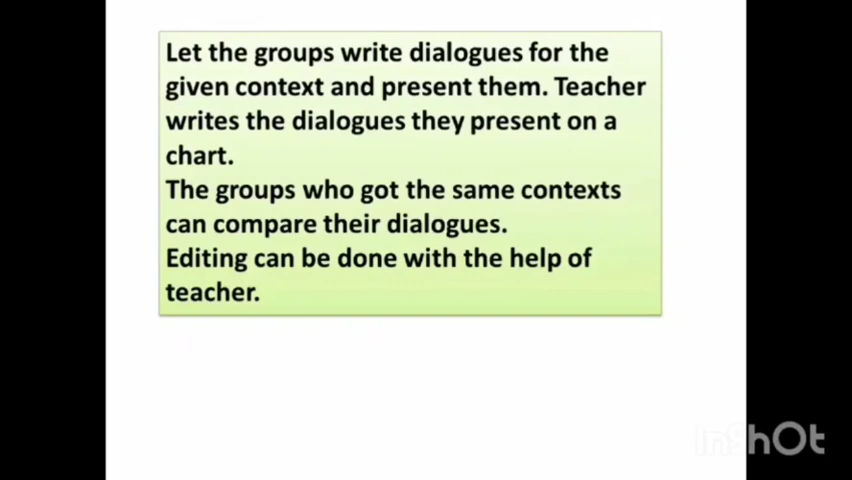 Let the groups write dialogues for the
given context and present them. Teacher
writes the dialogues they present on a
chart.
The groups who got the same contexts
can compare their dialogues.
Editing can be done with the help of
teacher.
InShOt